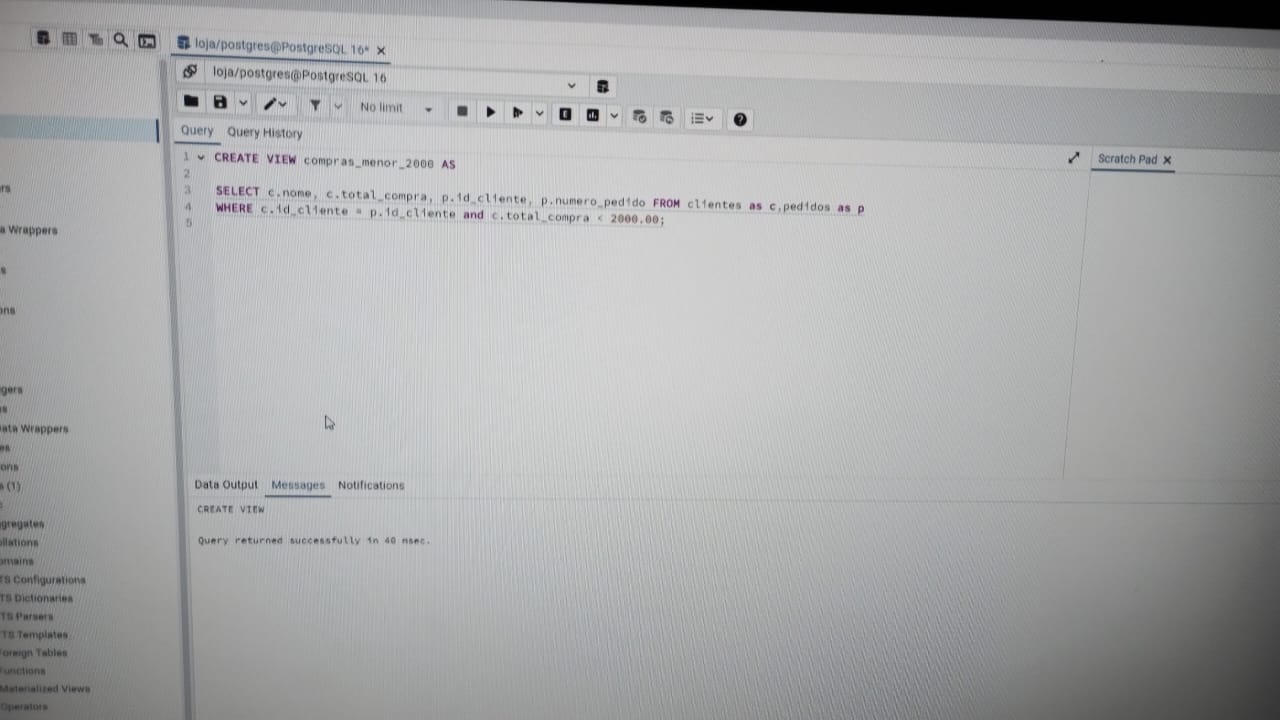 loja/postgres@PostgreSQL 16*
loja/postgres@PostgreSQL 16
No limit
Query Query History
Scratch Pad
1 CREATE VIEW compras_menor_2000 AS
2
3 SELECT c.nome, c.total_compra, p.id_cliente, p.numero_pedido FROM clientes as c,pedidos as p
4 WHERE c.id_cliente = p.id_cliente and c.total_compra < 2000.00;
5
Data Output Messages Notifications
CREATE VIEW
Query returned successfully in 40 msec.
rs
a Wrappers
s
ons
gers
s
ata Wrappers
es
ons
s (1)
gregates
llations
omains
TS Configurations
TS Dictionaries
TS Parsers
TS Templates
oreign Tables
unctions
Materialized Views
Operators